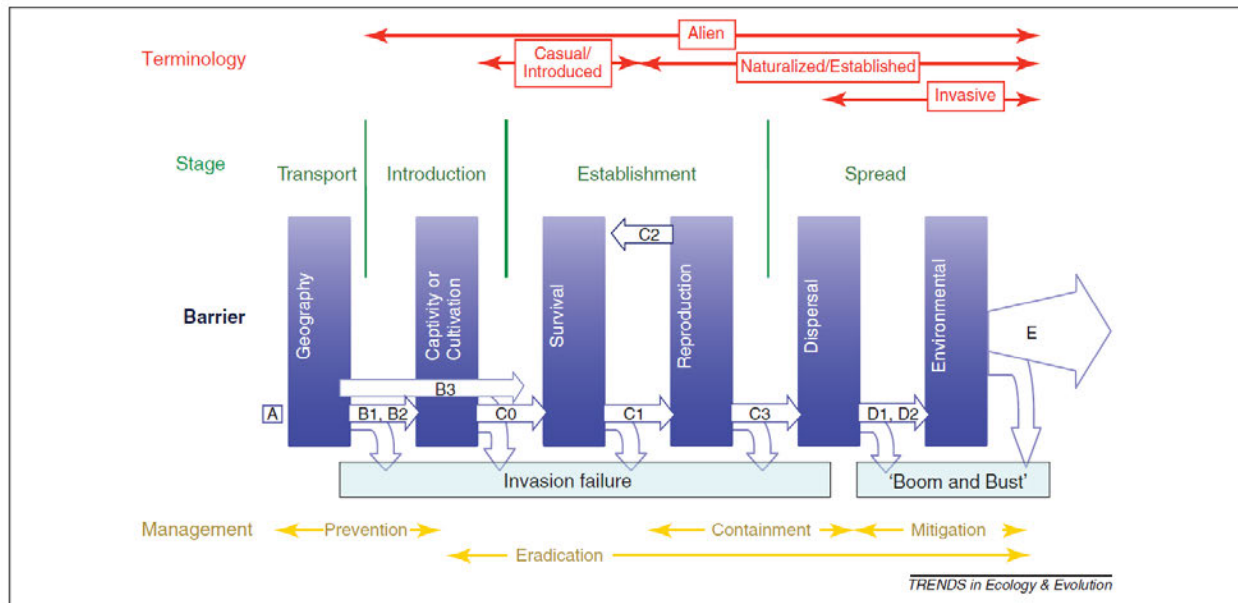 Alien
Terminology
Casual/
Introduced
Naturalized/Established
Invasive
Stage
Transport
Introduction
Establishment
Spread
Barrier
Geography
Captivity or
Cultivation
Survival
Reproduction
Dispersal
Environmental
C2
E
B3
A
B1, B2
C0
C1
C3
D1, D2
Invasion failure
'Boom and Bust'
Management
Prevention
Containment
Mitigation
Eradication
TRENDS in Ecology & Evolution